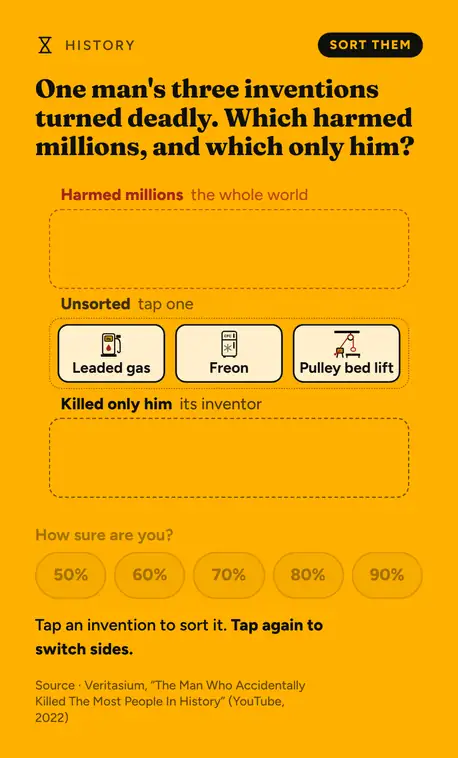 HISTORY
SORT THEM
One man's three inventions
turned deadly. Which harmed
millions, and which only him?
Harmed millions the whole world
Unsorted tap one
Leaded gas
Freon
Pulley bed lift
Killed only him its inventor
How sure are you?
50%
60%
70%
80%
90%
Tap an invention to sort it. Tap again to
switch sides.
Source · Veritasium, "The Man Who Accidentally
Killed The Most People In History" (YouTube,
2022)